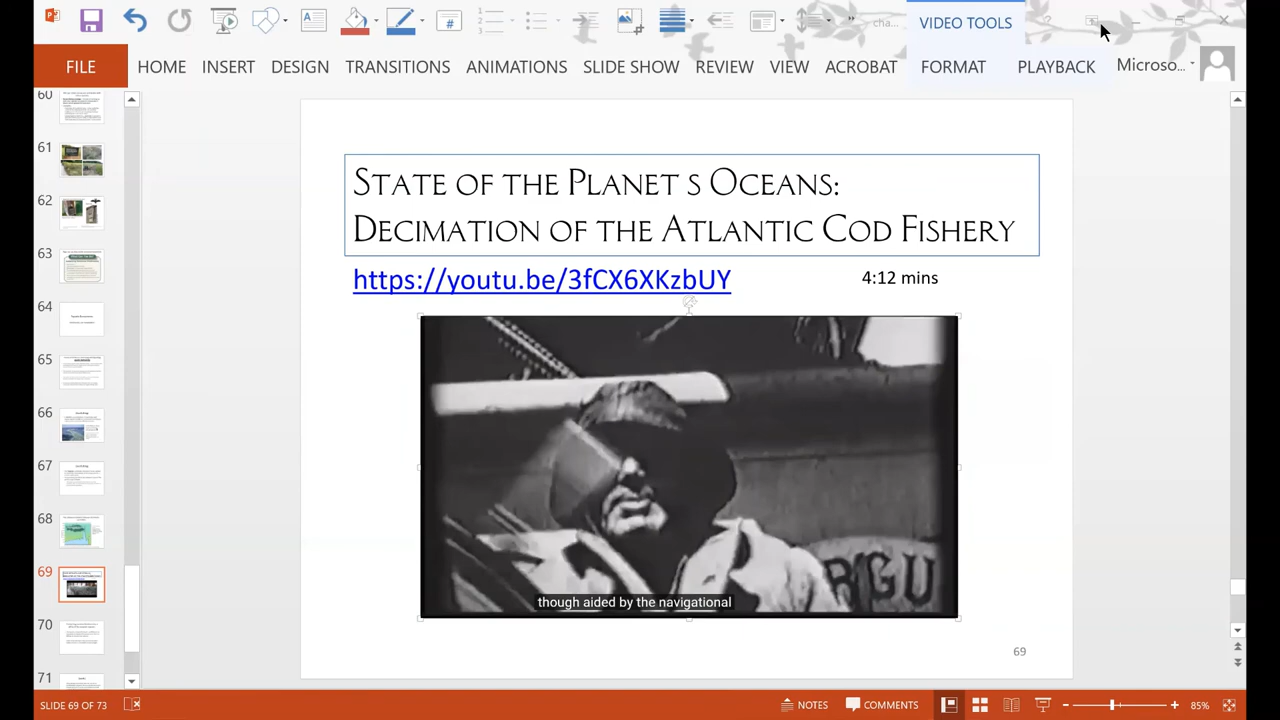 cha...
VIDEO TOOLS
?
FILE
HOME
INSERT
DESIGN
TRANSITIONS
ANIMATIONS
SLIDE SHOW
REVIEW
VIEW
ACROBAT
FORMAT
PLAYBACK
Microso...
60
61
62
63
64
65
66
67
68
69
70
71
STATE OF THE PLANET S OCEANS:
DECIMATION OF THE ATLANTIC COD FISHERY
https://youtu.be/3fCX6XKzbUY
4:12 mins
though aided by the navigational
69
SLIDE 69 OF 73
NOTES
COMMENTS
85%